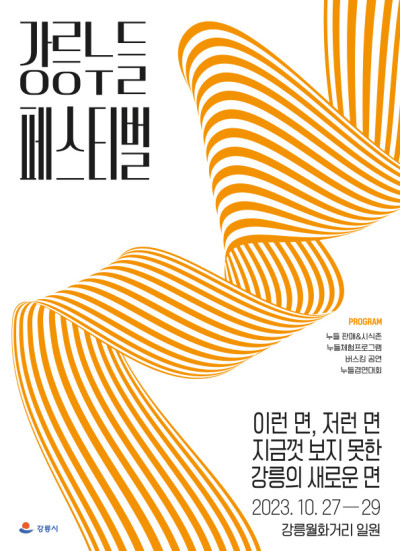 강릉누들
페스티벌
PROGRAM
누들 판매&시식존
누들체험프로그램
버스킹 공연
누들경연대회
이런 면, 저런 면
지금껏 보지 못한
강릉의 새로운 면
2023. 10. 27—29
강릉월화거리 일원
강릉시